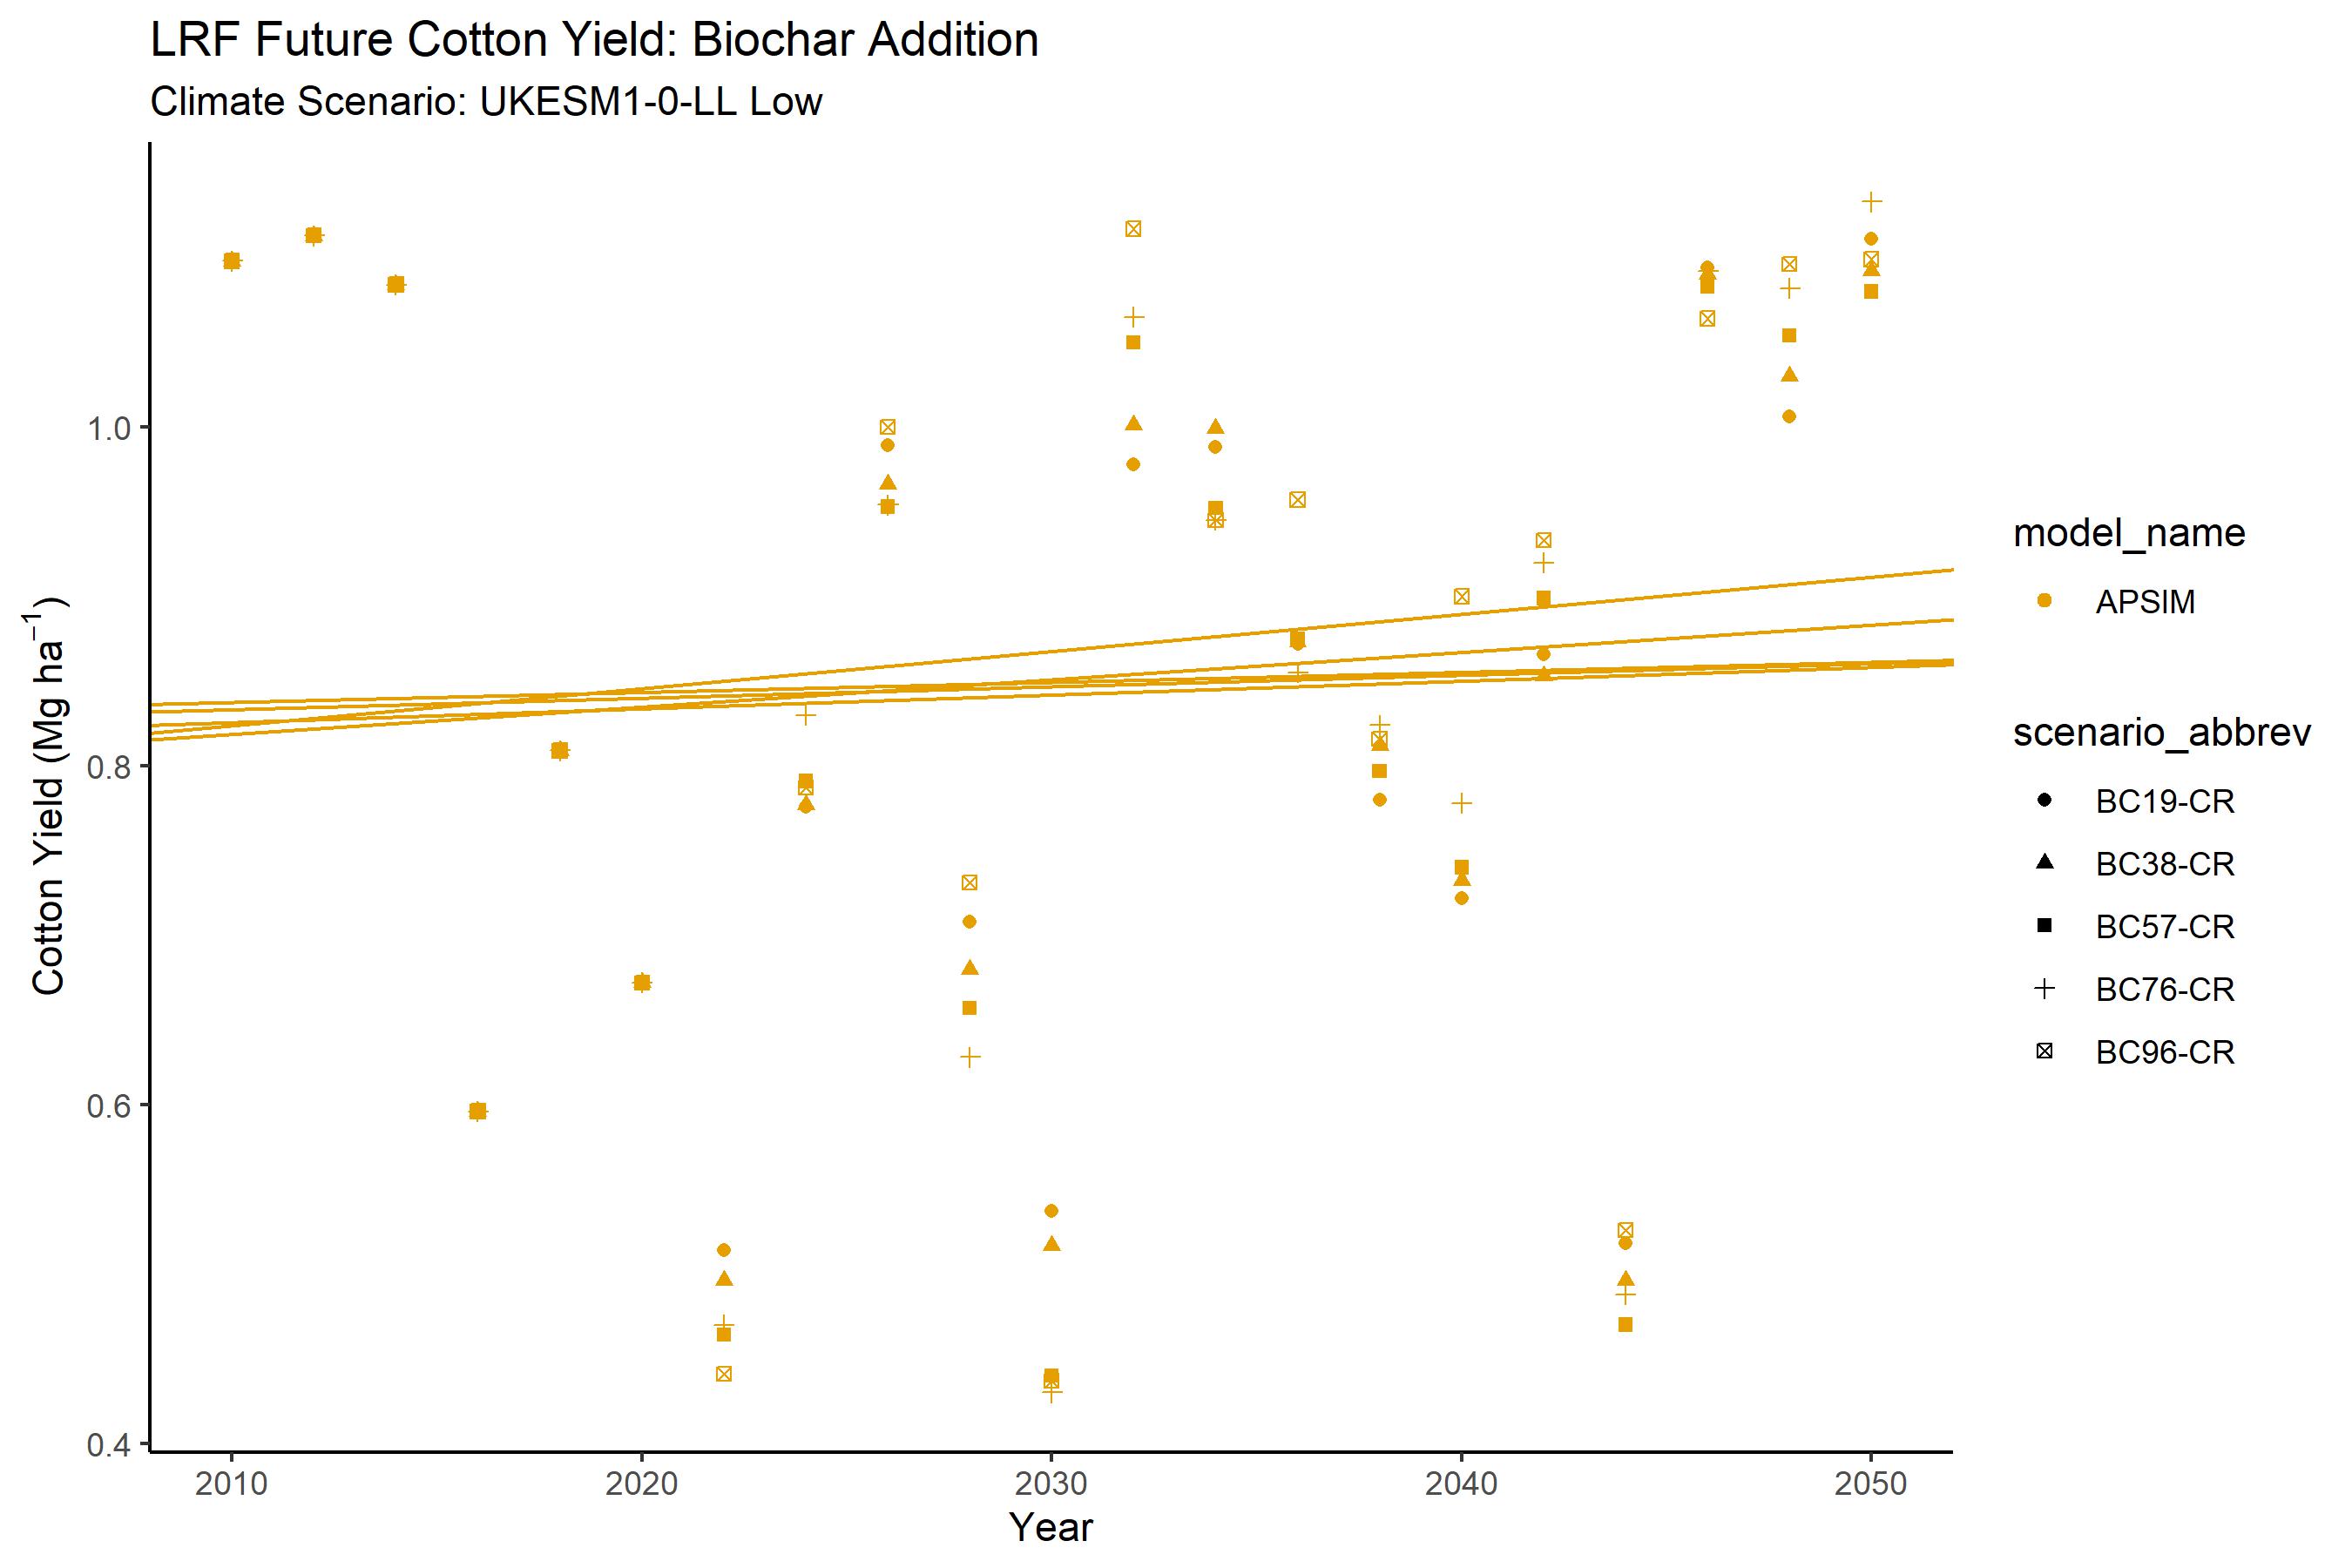 LRF Future Cotton Yield: Biochar Addition
Climate Scenario: UKESM1-0-LL Low
Cotton Yield (Mg ha⁻¹)
1.0
0.8
0.6
0.4
2010 2020 2030 2040 2050
Year
model_name
APSIM
scenario_abbrev
BC19-CR
BC38-CR
BC57-CR
BC76-CR
BC96-CR